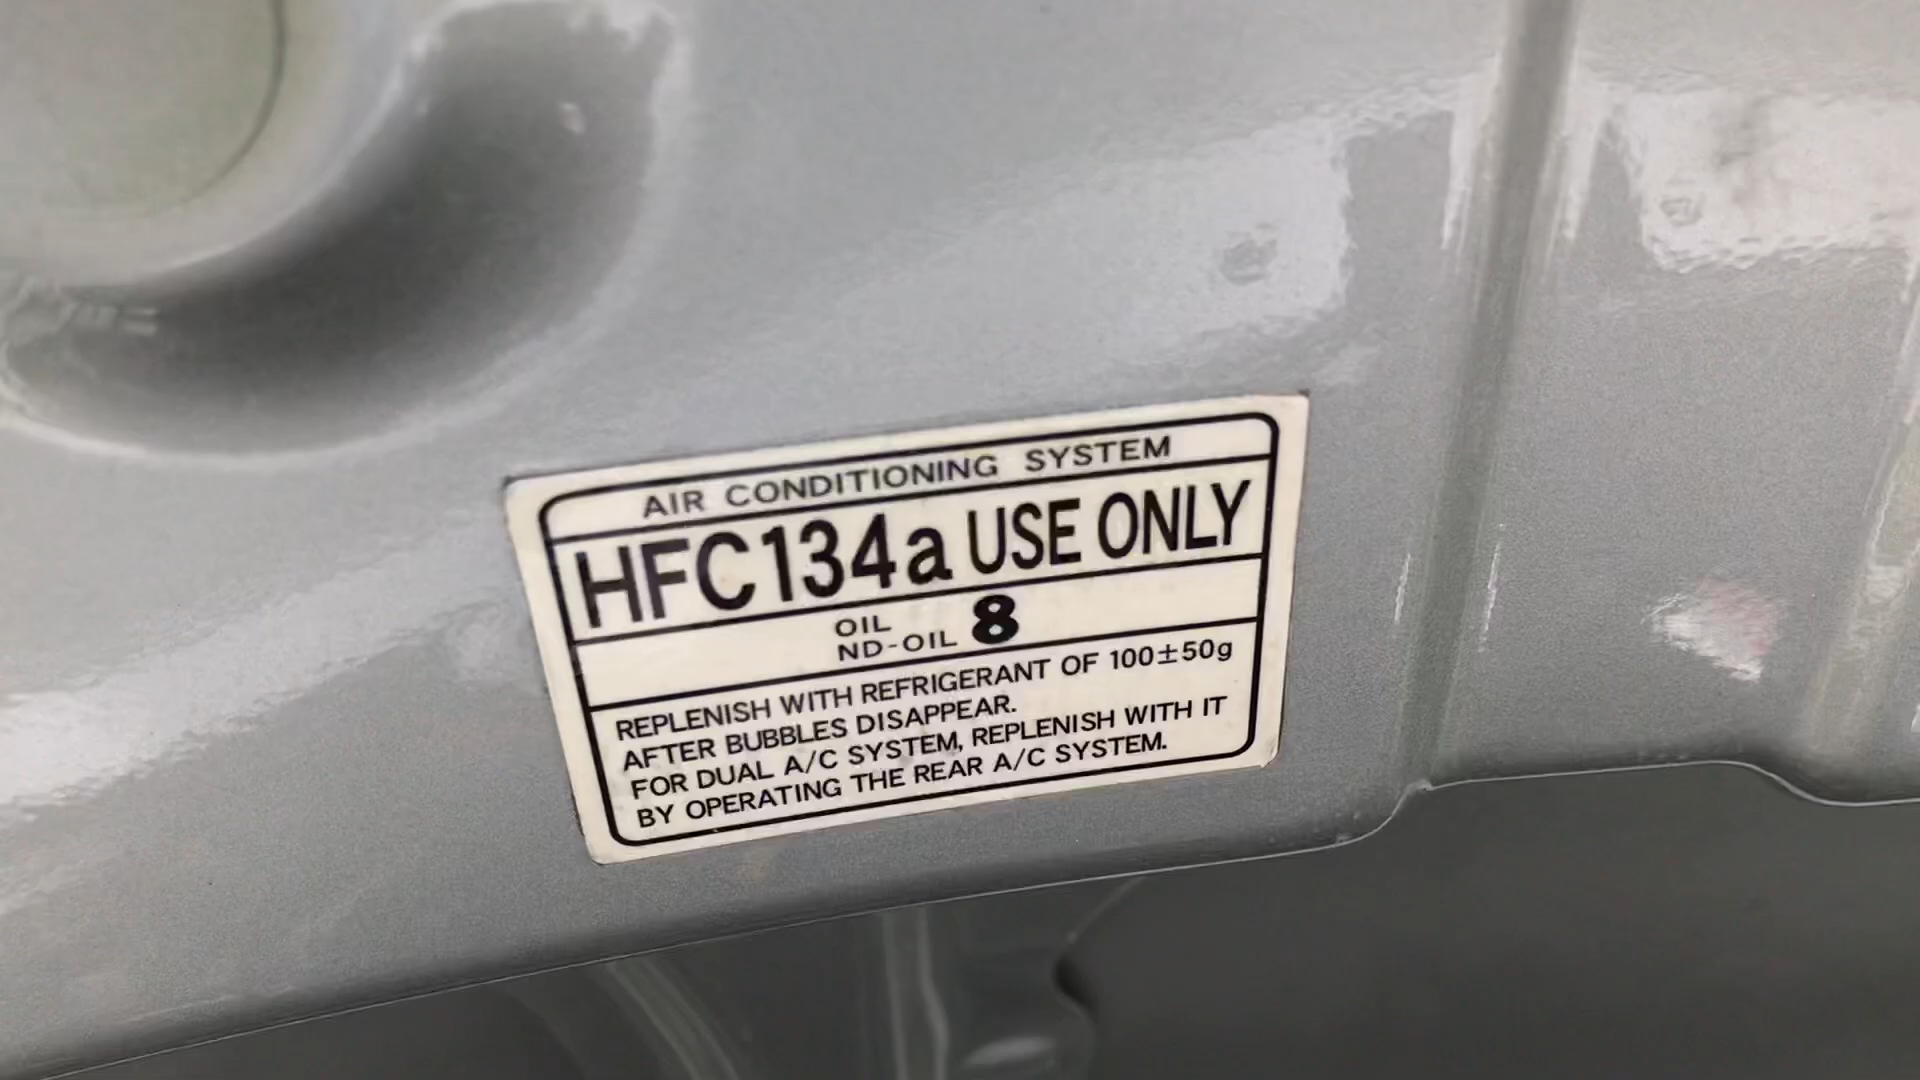 AIR CONDITIONING SYSTEM
HFC134a USE ONLY
OIL
ND-OIL 8
REPLENISH WITH REFRIGERANT OF 100±50g
AFTER BUBBLES DISAPPEAR.
FOR DUAL A/C SYSTEM, REPLENISH WITH IT
BY OPERATING THE REAR A/C SYSTEM.